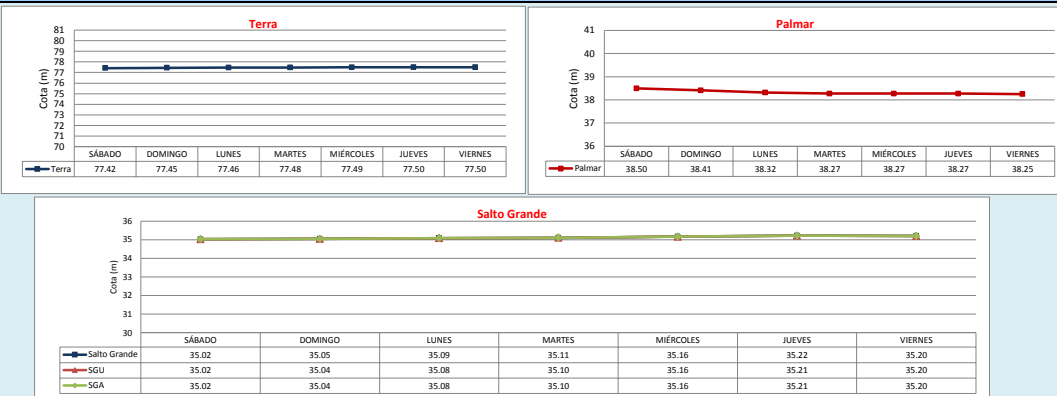 Terra
81
80
79
78
77
76
75
74
73
72
71
70
Cota (m)
SÁBADO DOMINGO LUNES MARTES MIÉRCOLES JUEVES VIERNES
Terra 77.42 77.45 77.46 77.48 77.49 77.50 77.50
Palmar
41
40
39
38
37
36
Cota (m)
SÁBADO DOMINGO LUNES MARTES MIÉRCOLES JUEVES VIERNES
Palmar 38.50 38.41 38.32 38.27 38.27 38.27 38.25
Salto Grande
36
35
34
33
32
31
30
Cota (m)
SÁBADO DOMINGO LUNES MARTES MIÉRCOLES JUEVES VIERNES
Salto Grande 35.02 35.05 35.09 35.11 35.16 35.22 35.20
SGU 35.02 35.04 35.08 35.10 35.16 35.21 35.20
SGA 35.02 35.04 35.08 35.10 35.16 35.21 35.20